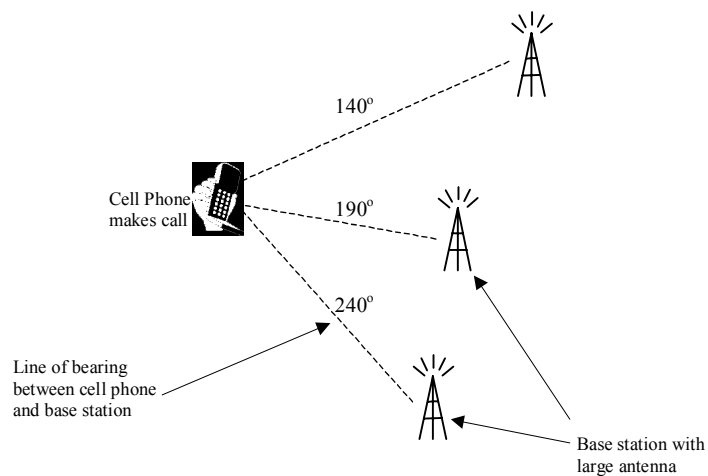 140º
Cell Phone
makes call
190º
240º
Line of bearing
between cell phone
and base station
Base station with
large antenna